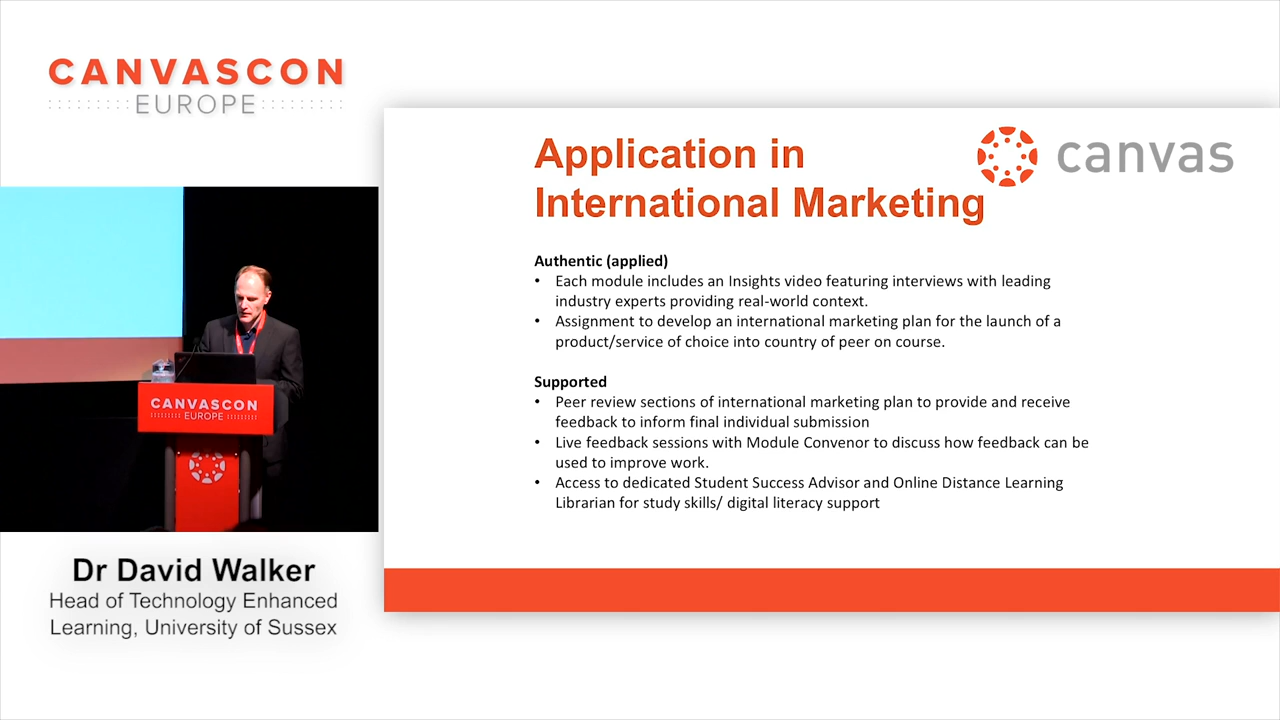 CANVASCON
EUROPE
Application in
International Marketing
canvas
Authentic (applied)
• Each module includes an Insights video featuring interviews with leading
industry experts providing real-world context.
• Assignment to develop an international marketing plan for the launch of a
product/service of choice into country of peer on course.
Supported
• Peer review sections of international marketing plan to provide and receive
feedback to inform final individual submission
• Live feedback sessions with Module Convenor to discuss how feedback can be
used to improve work.
• Access to dedicated Student Success Advisor and Online Distance Learning
Librarian for study skills/ digital literacy support
CANVASCON
EUROPE
Dr David Walker
Head of Technology Enhanced
Learning, University of Sussex